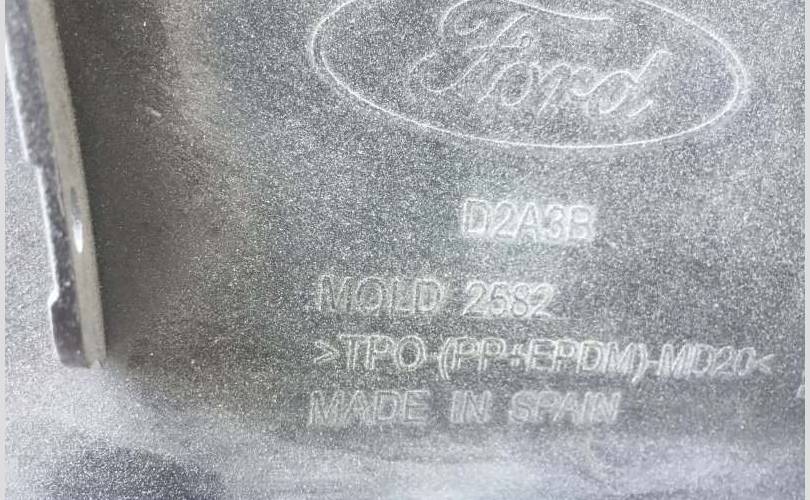 Ford
D2A3B
MOLD 2582
>TPO-(PP+EPDM)-MD20<
MADE IN SPAIN